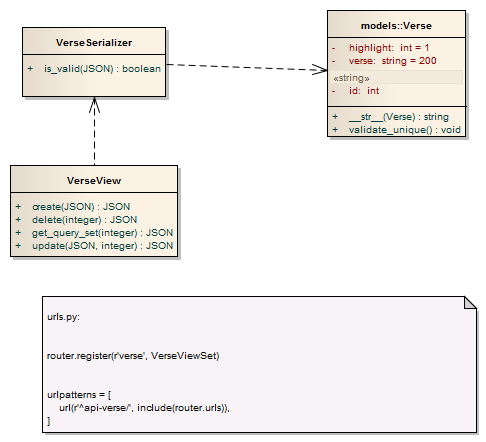 VerseSerializer
+ is_valid(JSON) : boolean
models::Verse
- highlight: int = 1
- verse: string = 200
«string»
- id: int
+ __str__(Verse) : string
+ validate_unique() : void
VerseView
+ create(JSON) : JSON
+ delete(integer) : JSON
+ get_query_set(integer) : JSON
+ update(JSON, integer) : JSON
urls.py:
router.register(r'verse', VerseViewSet)
urlpatterns = [
url(r'^api-verse/', include(router.urls)),
]